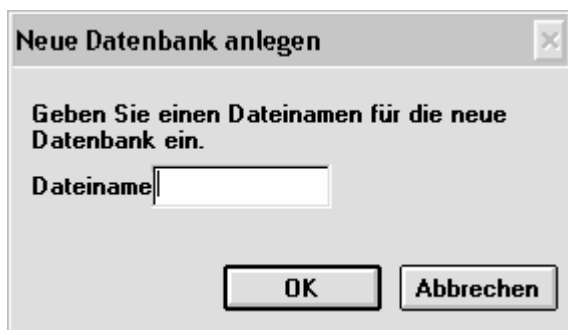 Neue Datenbank anlegen
Geben Sie einen Dateinamen für die neue
Datenbank ein.
Dateiname
OK
Abbrechen